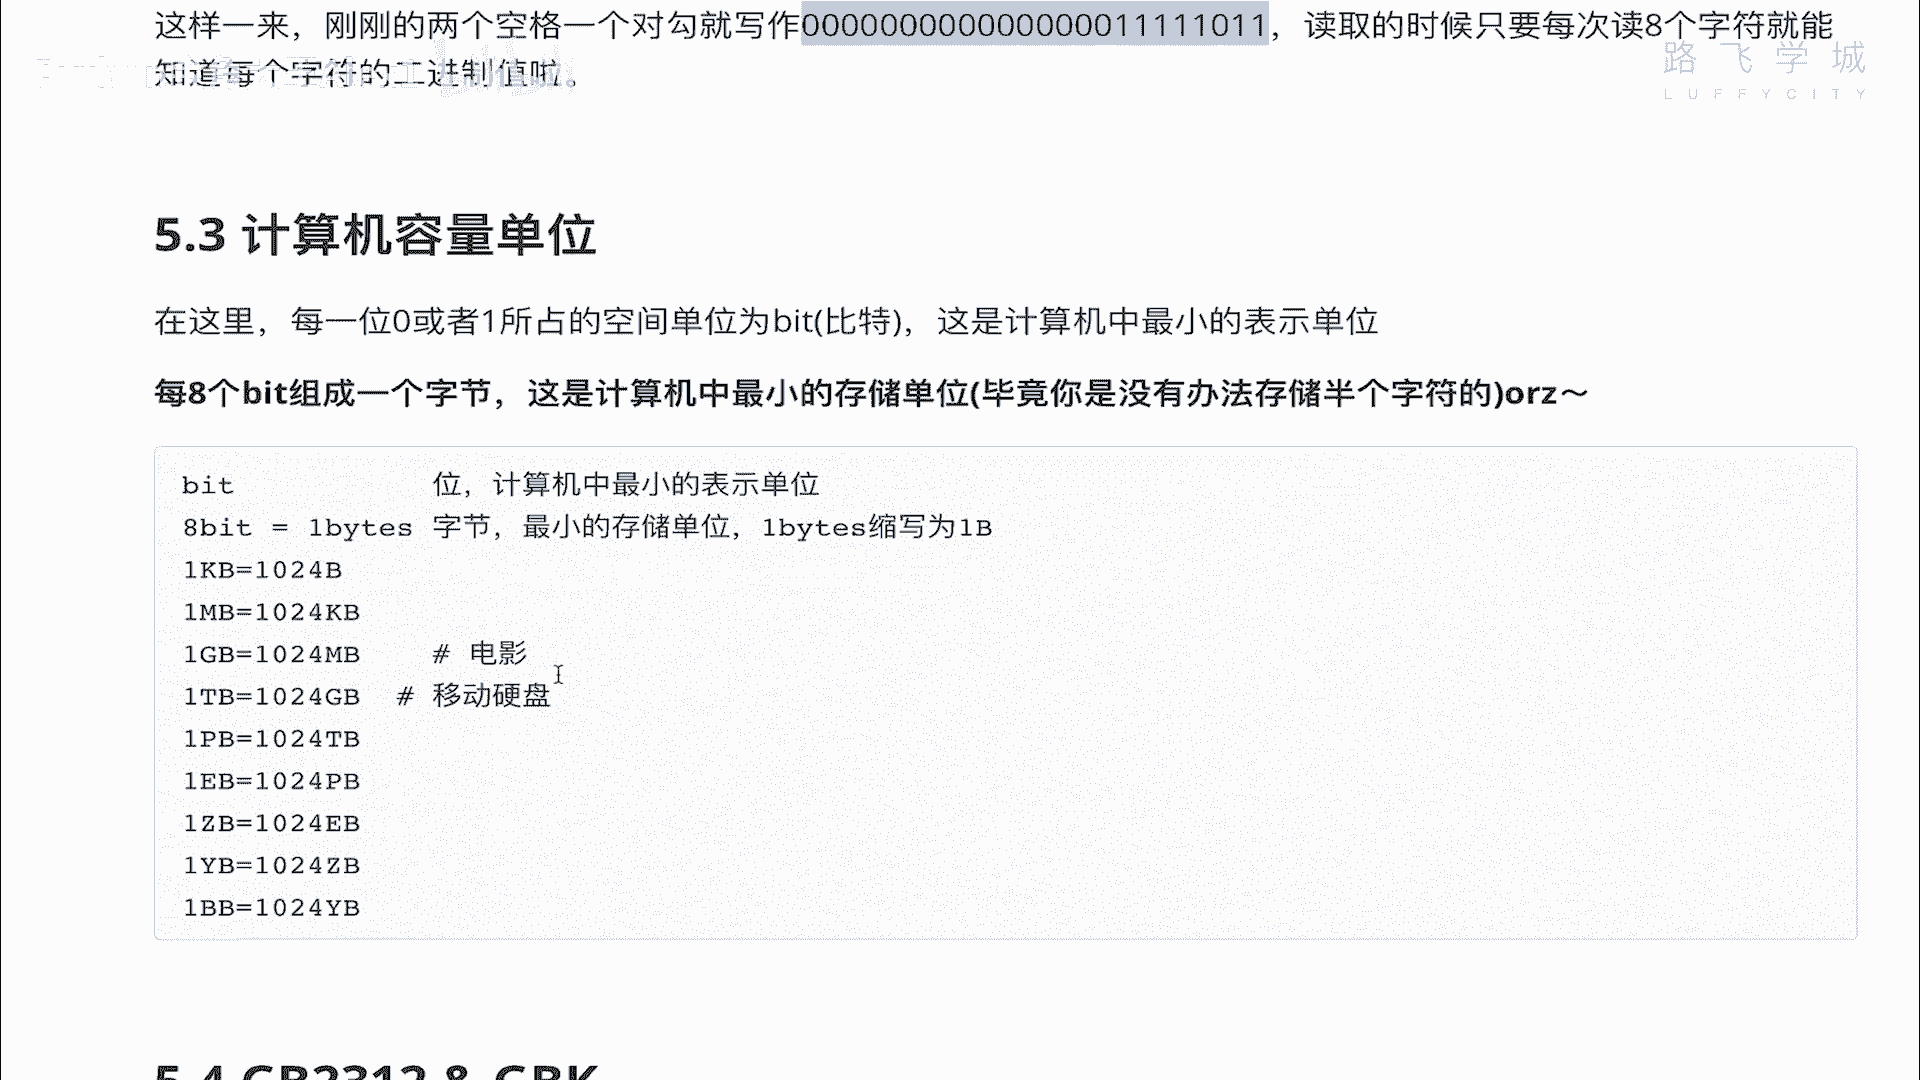 这样一来，刚刚的两个空格一个对勾就写作000000000000000011111011，读取的时候只要每次读8个字符就能
知道每个字符的二进制值啦。
路飞学城
LUFFYCITY
5.3 计算机容量单位
在这里，每一位0或者1所占的空间单位为bit(比特)，这是计算机中最小的表示单位
每8个bit组成一个字节，这是计算机中最小的存储单位(毕竟你是没有办法存储半个字符的)orz～
bit 位，计算机中最小的表示单位
8bit = 1bytes 字节，最小的存储单位，1bytes缩写为1B
1KB=1024B
1MB=1024KB
1GB=1024MB # 电影
1TB=1024GB # 移动硬盘
1PB=1024TB
1EB=1024PB
1ZB=1024EB
1YB=1024ZB
1BB=1024YB
5.4 GB2312 & GBK